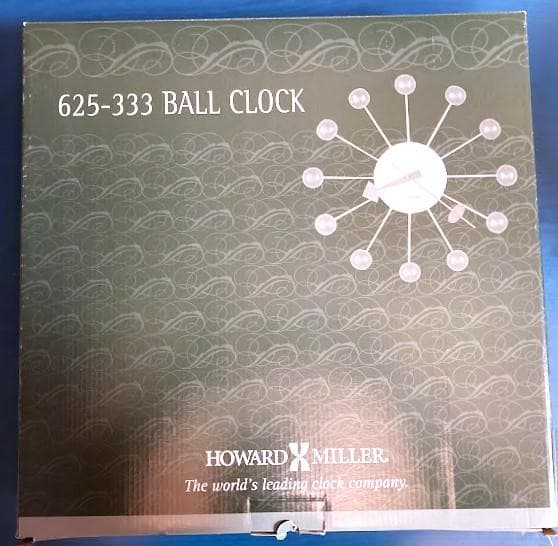 625-333 BALL CLOCK
HOWARD MILLER.
The world's leading clock company.